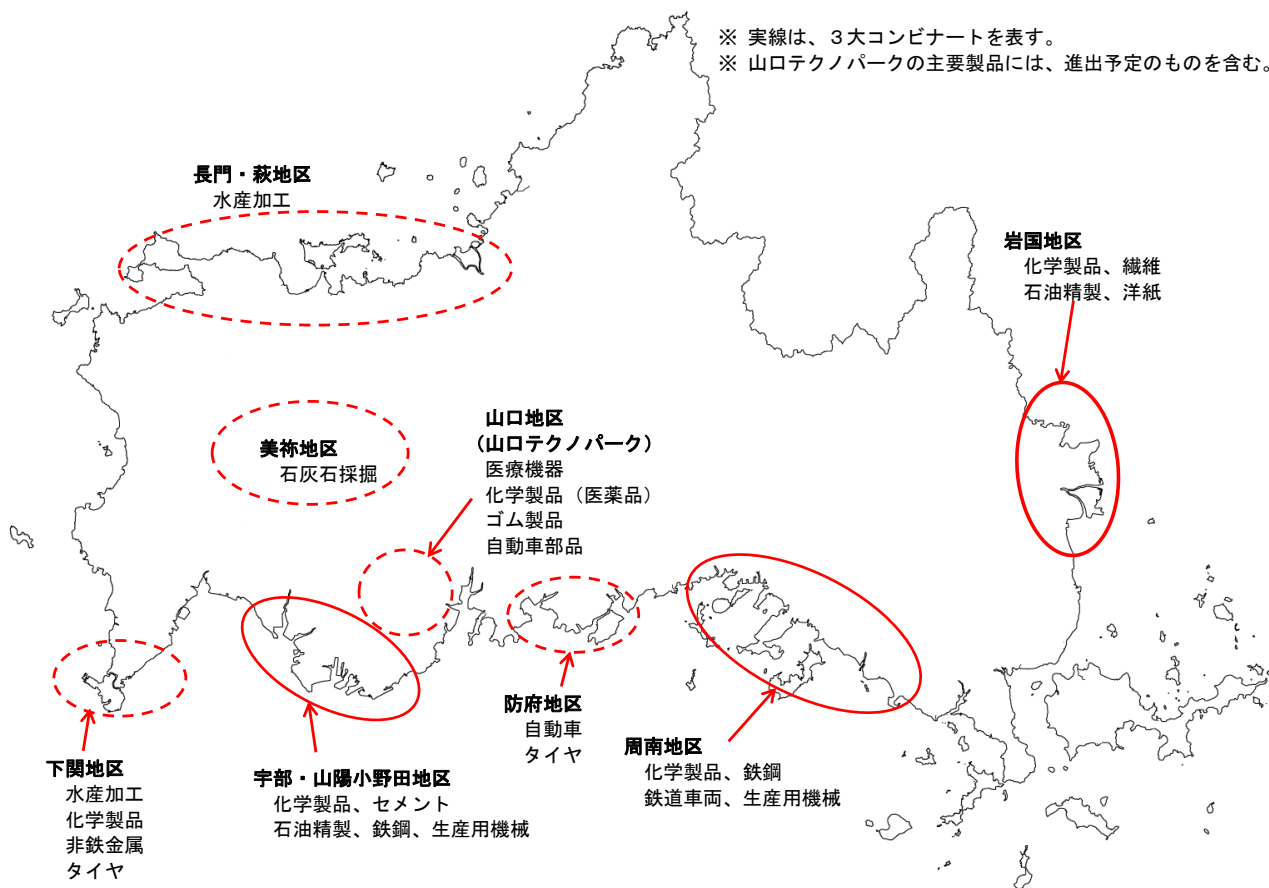 ※ 実線は、３大コンビナートを表す。
※ 山口テクノパークの主要製品には、進出予定のものを含む。
長門・萩地区
水産加工
岩国地区
化学製品、繊維
石油精製、洋紙
美祢地区
石灰石採掘
山口地区
（山口テクノパーク）
医療機器
化学製品（医薬品）
ゴム製品
自動車部品
下関地区
水産加工
化学製品
非鉄金属
タイヤ
宇部・山陽小野田地区
化学製品、セメント
石油精製、鉄鋼、生産用機械
防府地区
自動車
タイヤ
周南地区
化学製品、鉄鋼
鉄道車両、生産用機械